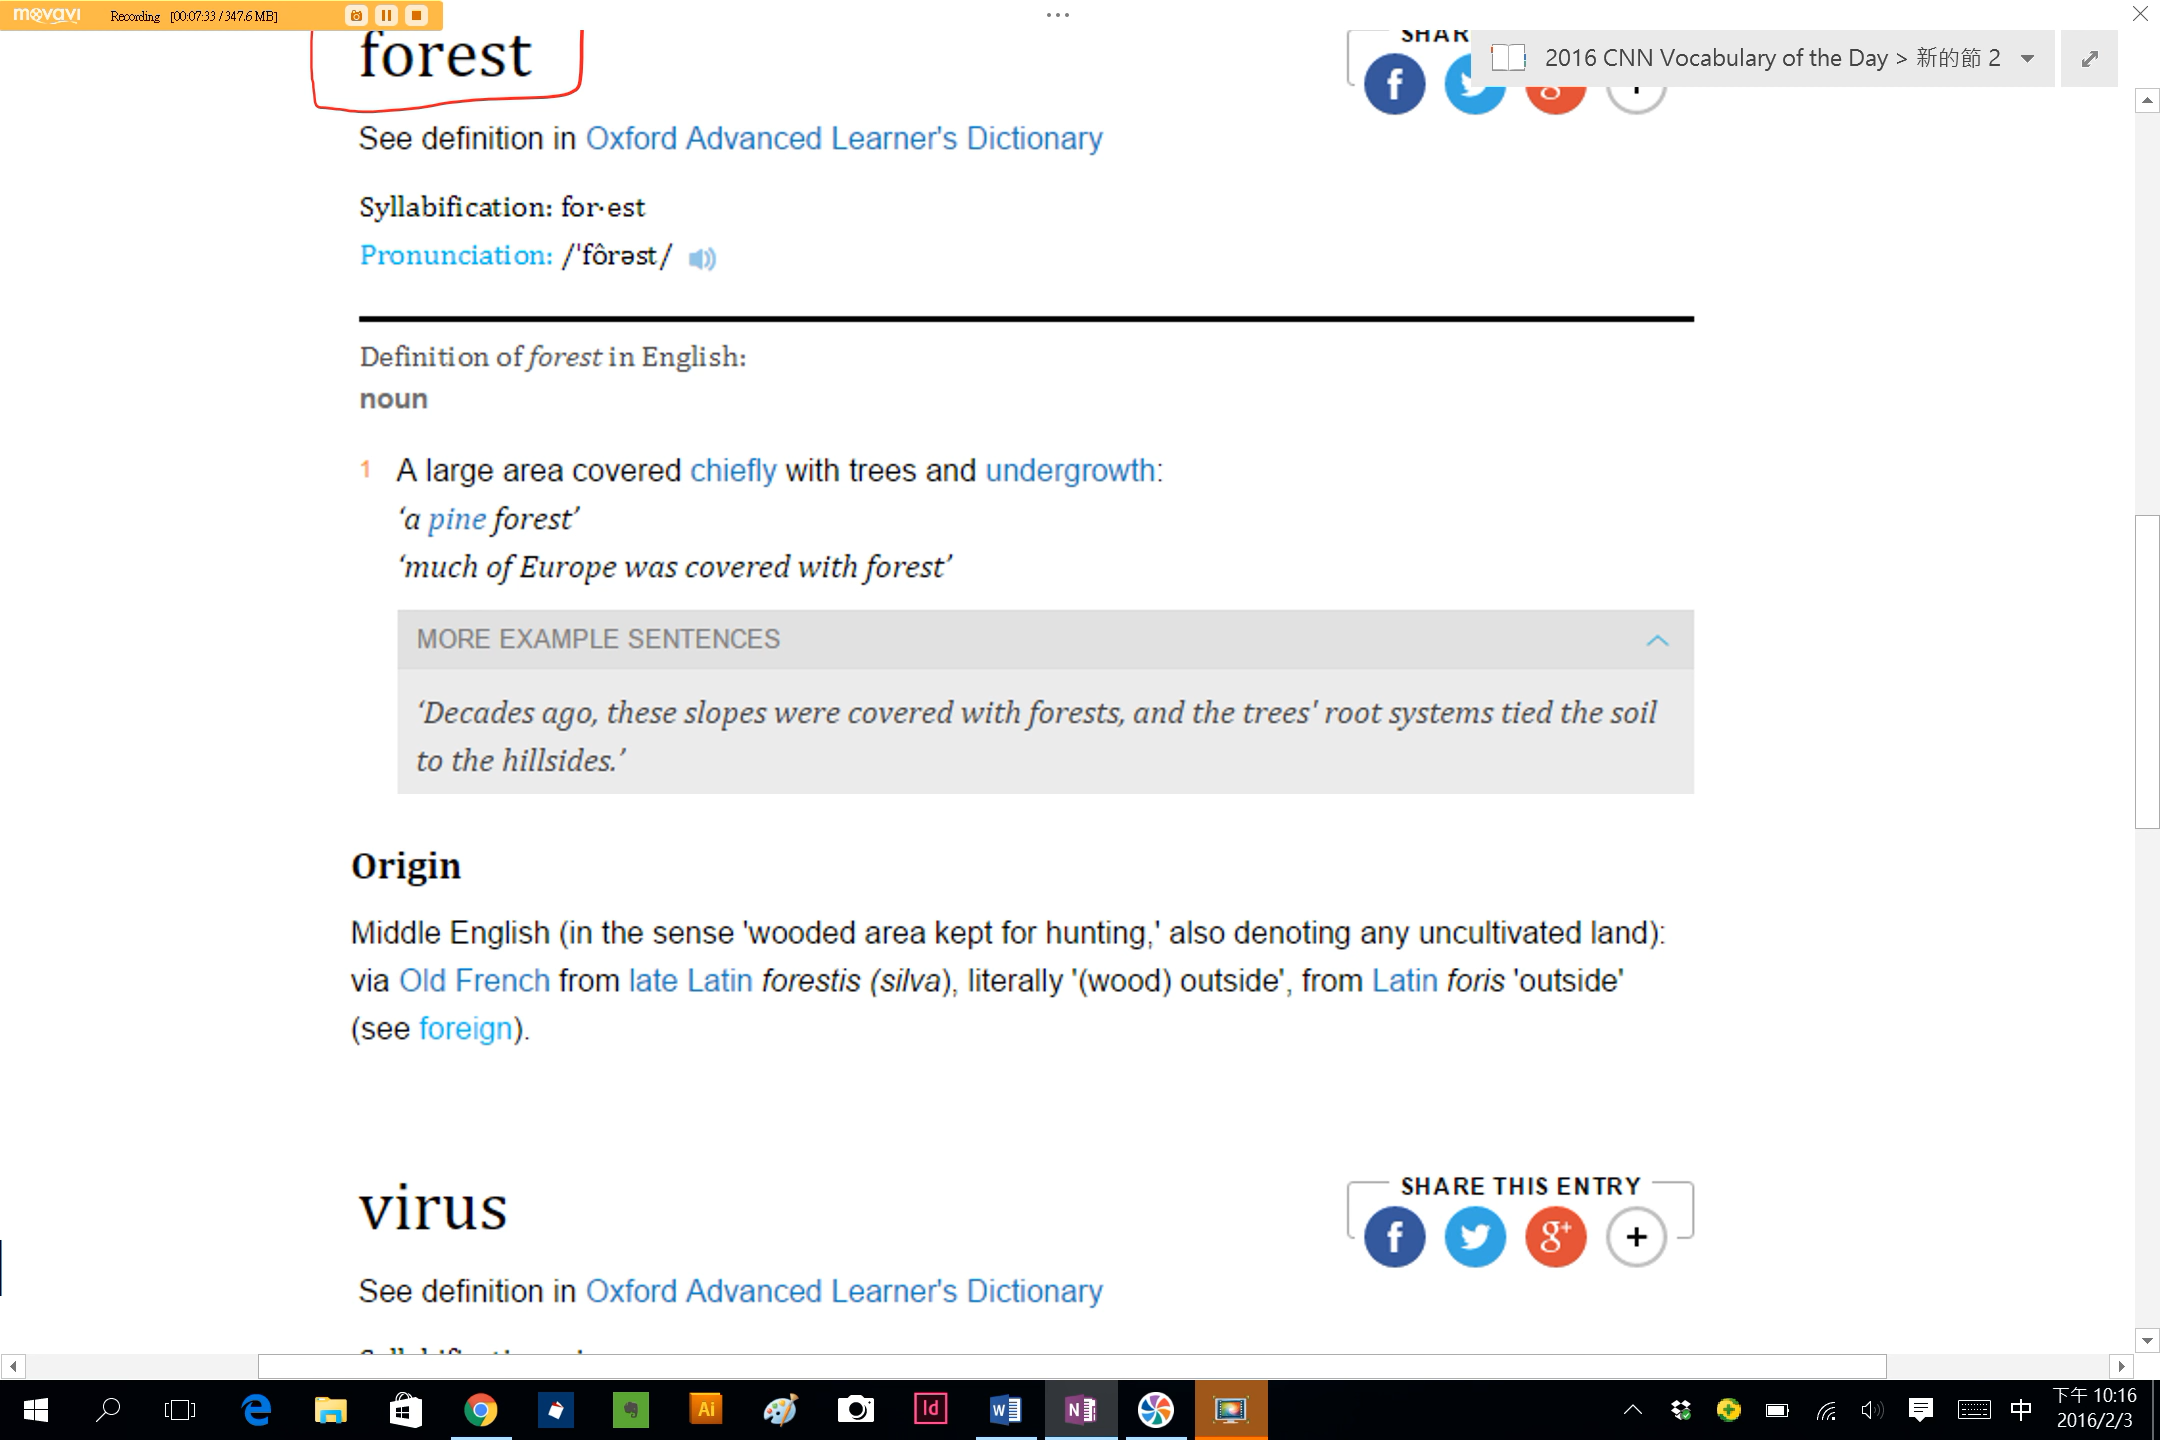 movavi Recording [00:07:33 / 347.6 MB]
forest
SHAR
2016 CNN Vocabulary of the Day > 新的節 2
See definition in Oxford Advanced Learner's Dictionary
Syllabification: for·est
Pronunciation: /ˈfôrəst/
Definition of forest in English:
noun
1 A large area covered chiefly with trees and undergrowth:
‘a pine forest’
‘much of Europe was covered with forest’
MORE EXAMPLE SENTENCES
‘Decades ago, these slopes were covered with forests, and the trees' root systems tied the soil
to the hillsides.’
Origin
Middle English (in the sense 'wooded area kept for hunting,' also denoting any uncultivated land):
via Old French from late Latin forestis (silva), literally '(wood) outside', from Latin foris 'outside'
(see foreign).
virus
SHARE THIS ENTRY
f g+ +
See definition in Oxford Advanced Learner's Dictionary
Ai Id W N 中
下午 10:16
2016/2/3